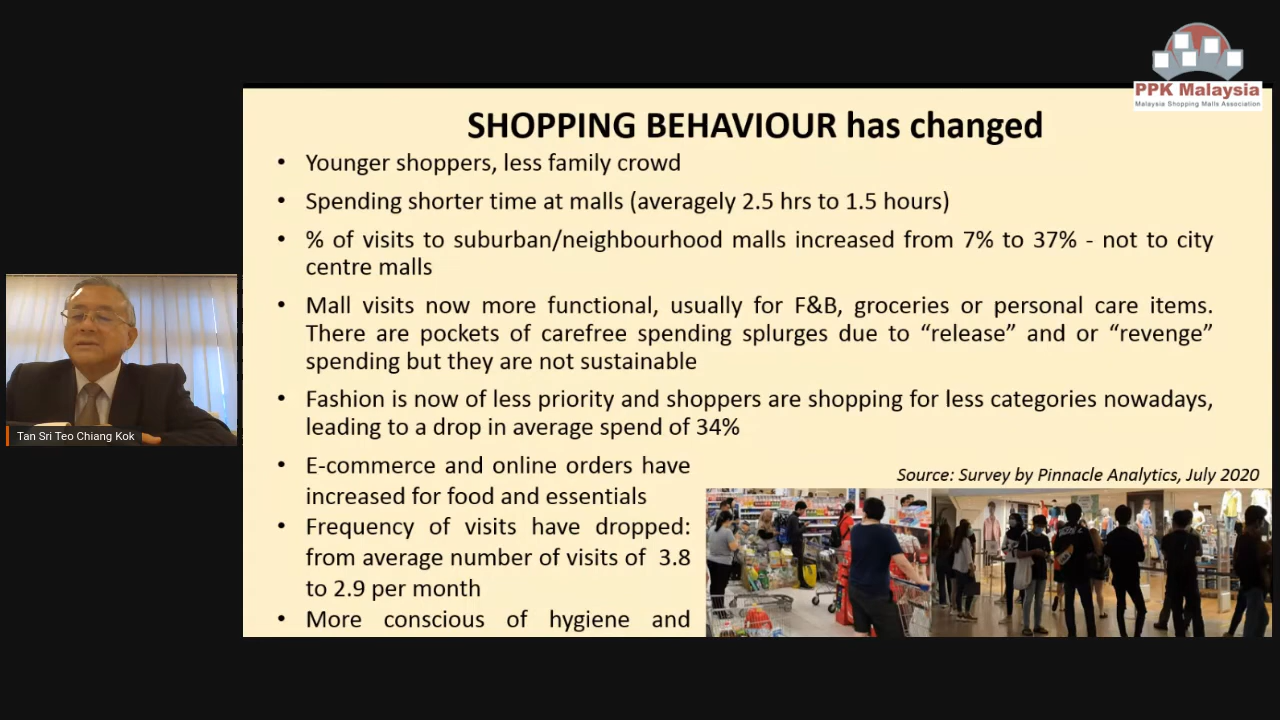 PPK Malaysia
Malaysia Shopping Malls Association
SHOPPING BEHAVIOUR has changed
• Younger shoppers, less family crowd
• Spending shorter time at malls (averagely 2.5 hrs to 1.5 hours)
• % of visits to suburban/neighbourhood malls increased from 7% to 37% - not to city
centre malls
• Mall visits now more functional, usually for F&B, groceries or personal care items.
There are pockets of carefree spending splurges due to “release” and or “revenge”
spending but they are not sustainable
• Fashion is now of less priority and shoppers are shopping for less categories nowadays,
leading to a drop in average spend of 34%
• E-commerce and online orders have
increased for food and essentials
• Frequency of visits have dropped:
from average number of visits of 3.8
to 2.9 per month
• More conscious of hygiene and
Source: Survey by Pinnacle Analytics, July 2020
Tan Sri Teo Chiang Kok